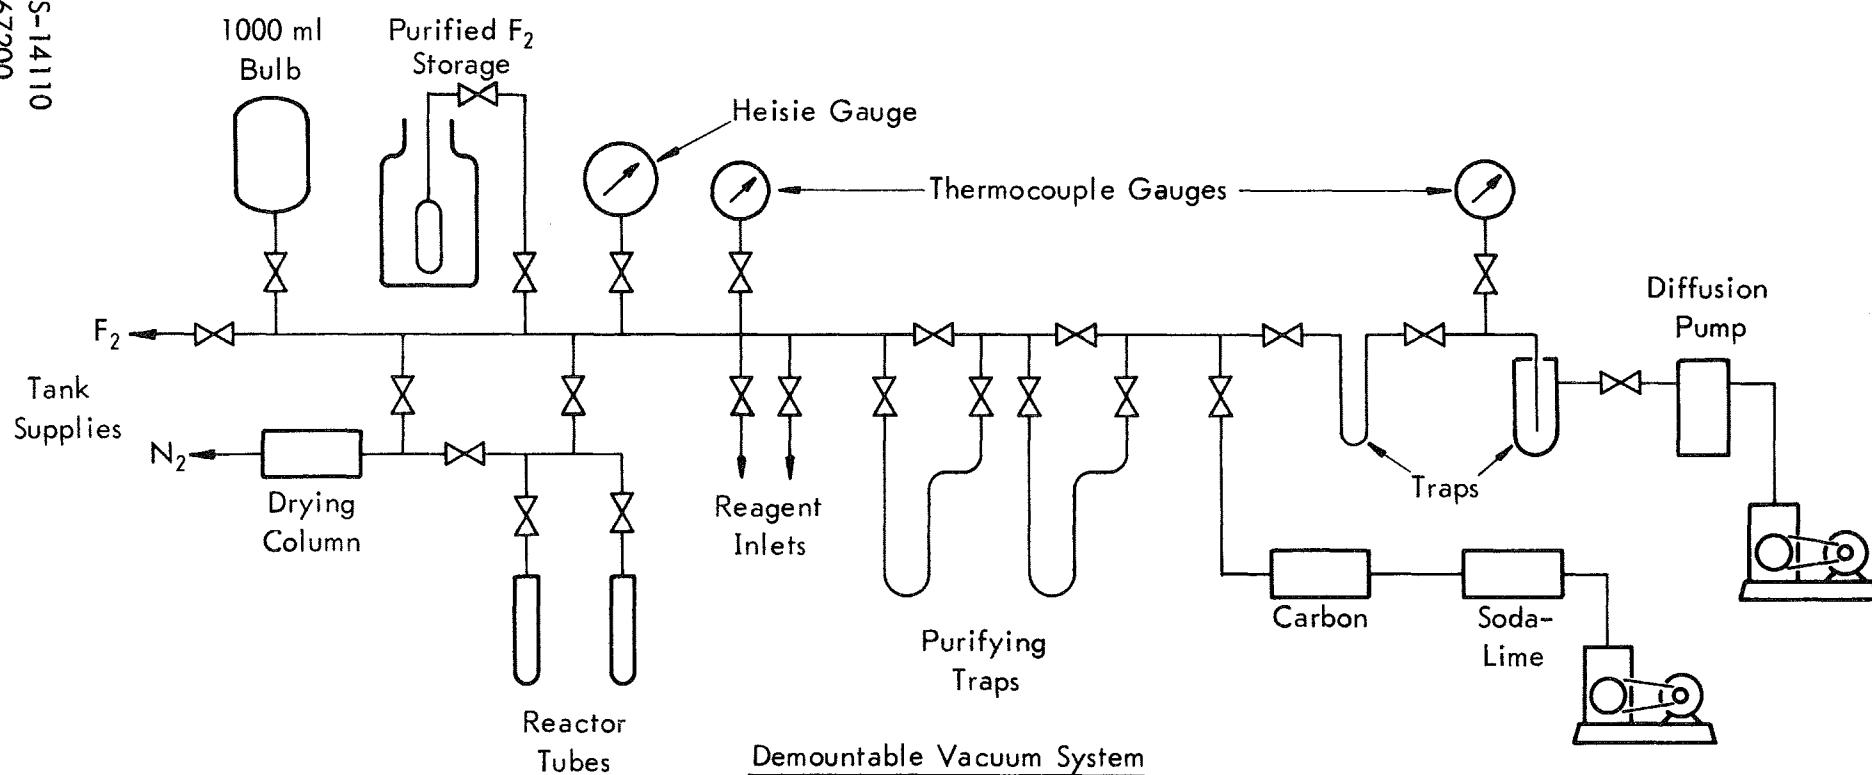 S-14110
67200
1000 ml
Bulb
Purified F₂
Storage
Heisie Gauge
Thermocouple Gauges
Diffusion
Pump
F₂
Tank
Supplies
N₂
Drying
Column
Reagent
Inlets
Traps
Carbon
Soda-
Lime
Purifying
Traps
Reactor
Tubes
Demountable Vacuum System